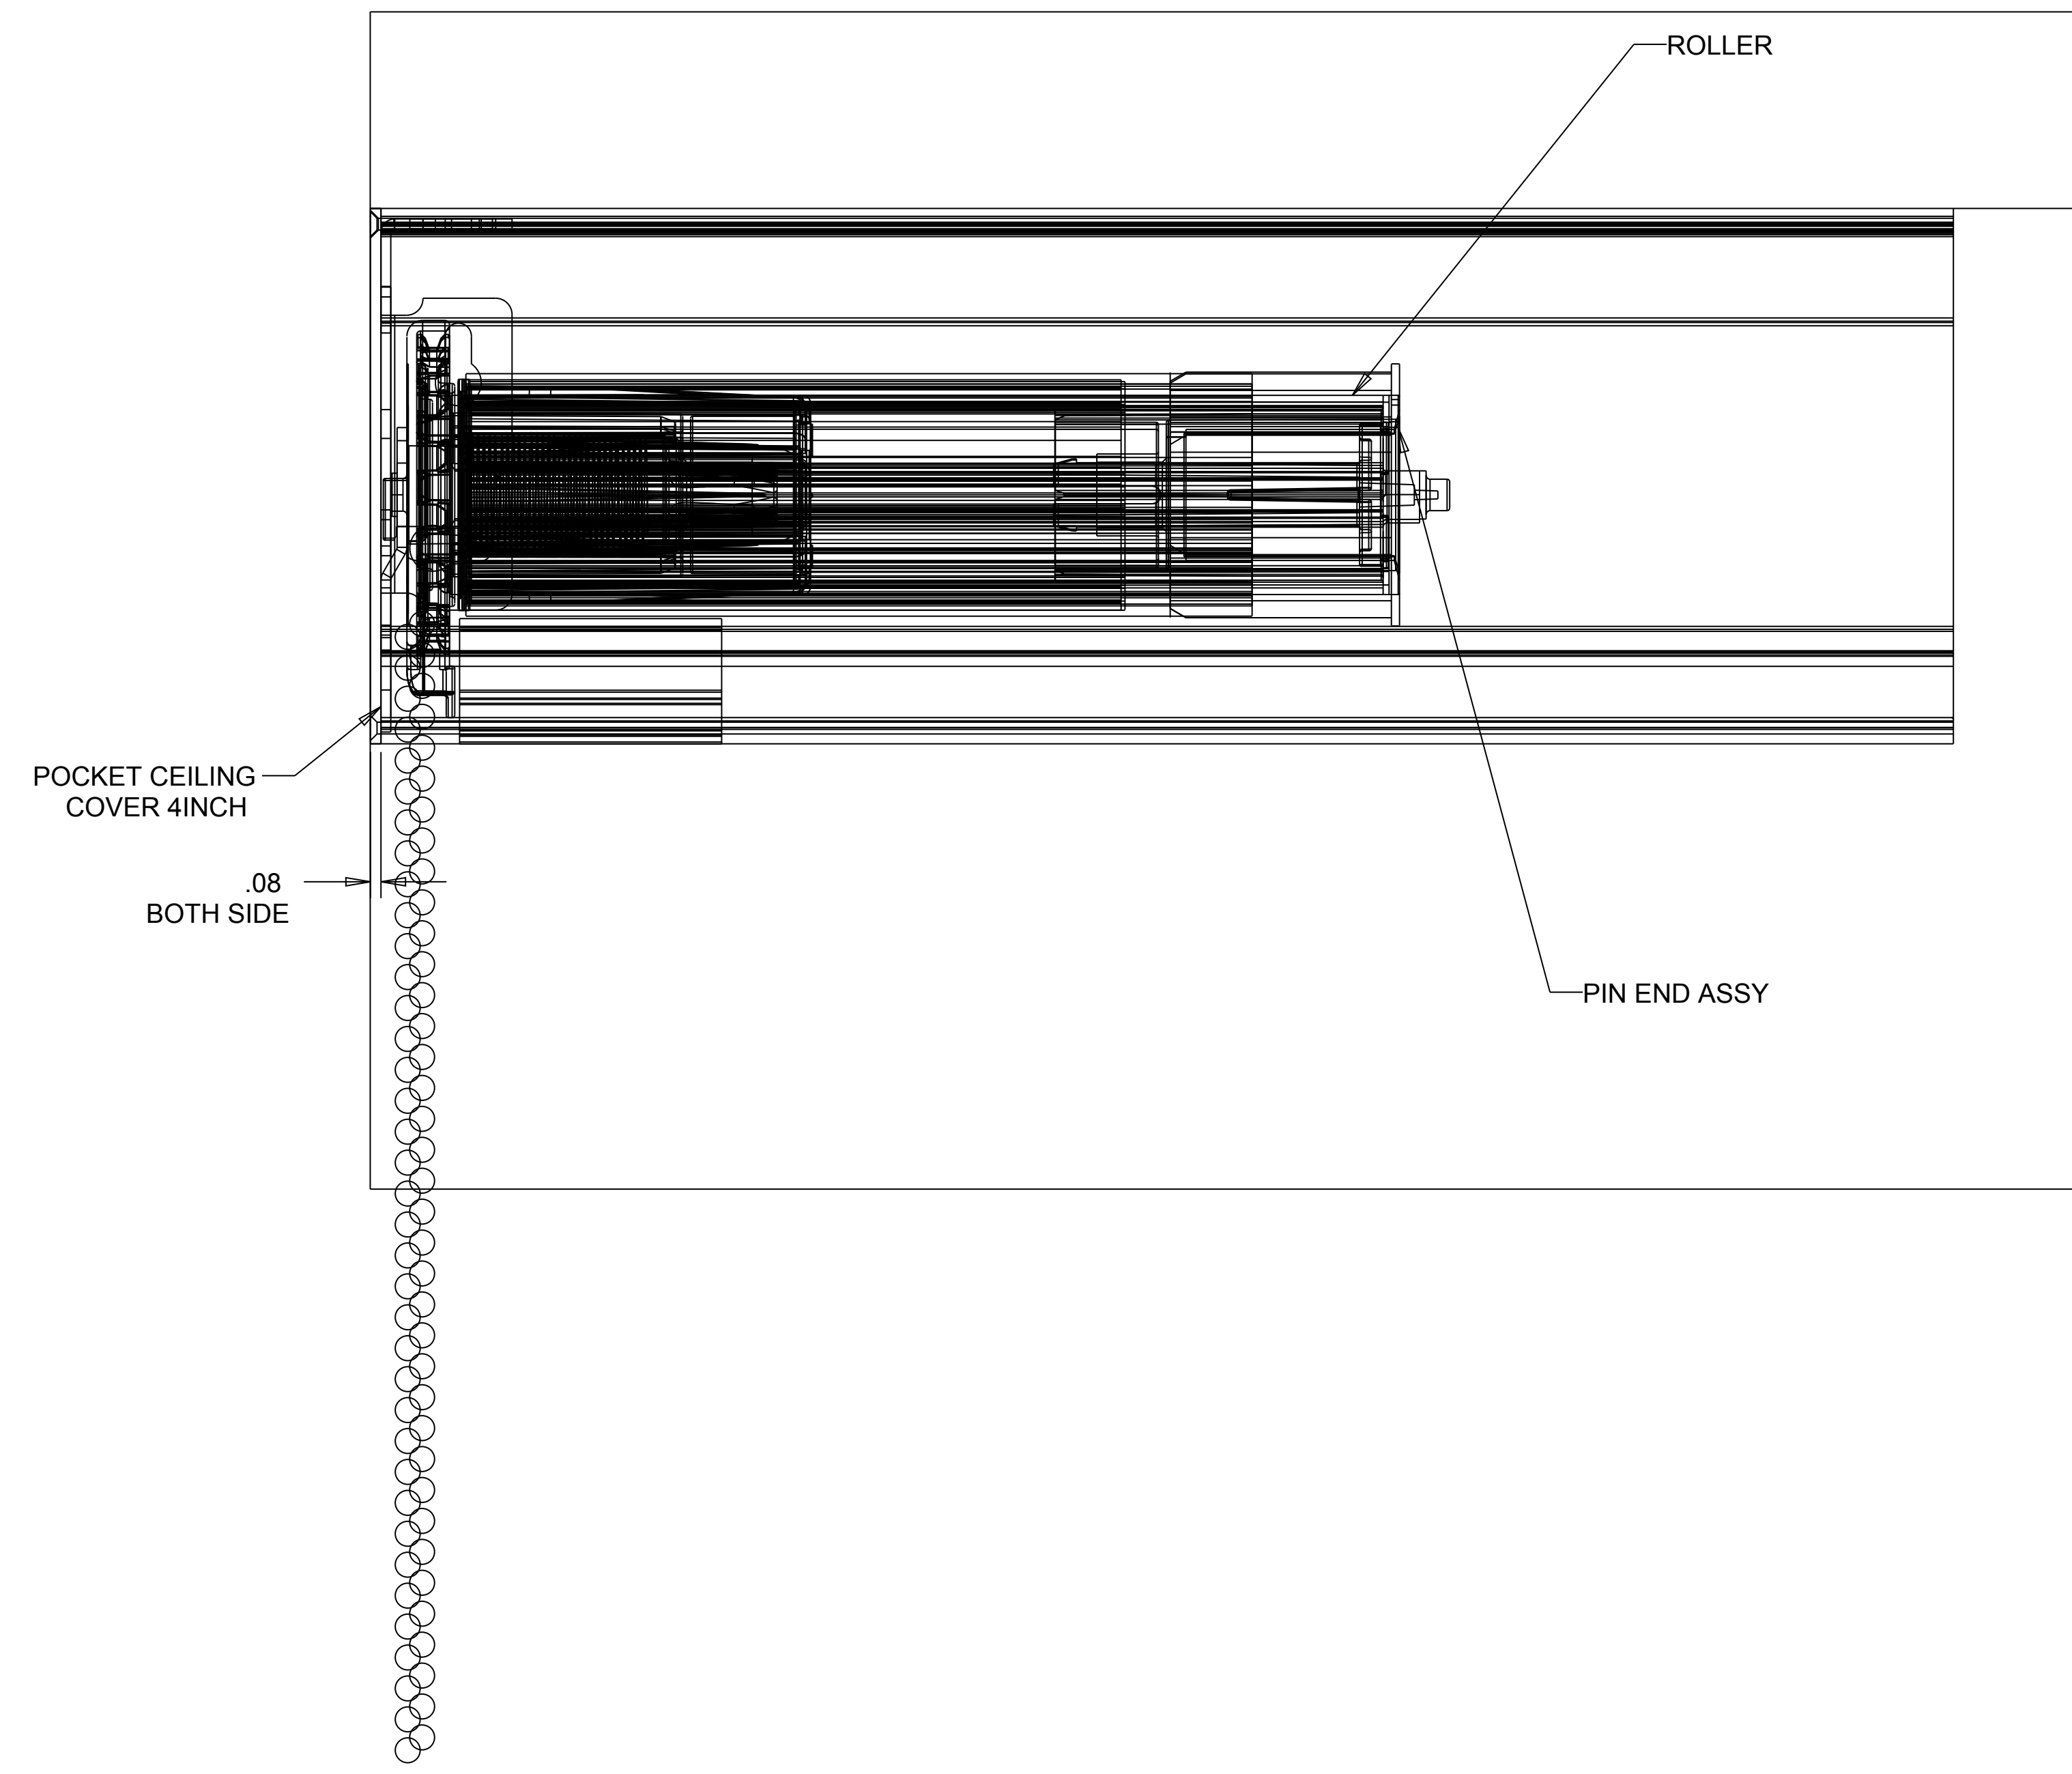 ROLLER
POCKET CEILING
COVER 4INCH
.08
BOTH SIDE
PIN END ASSY